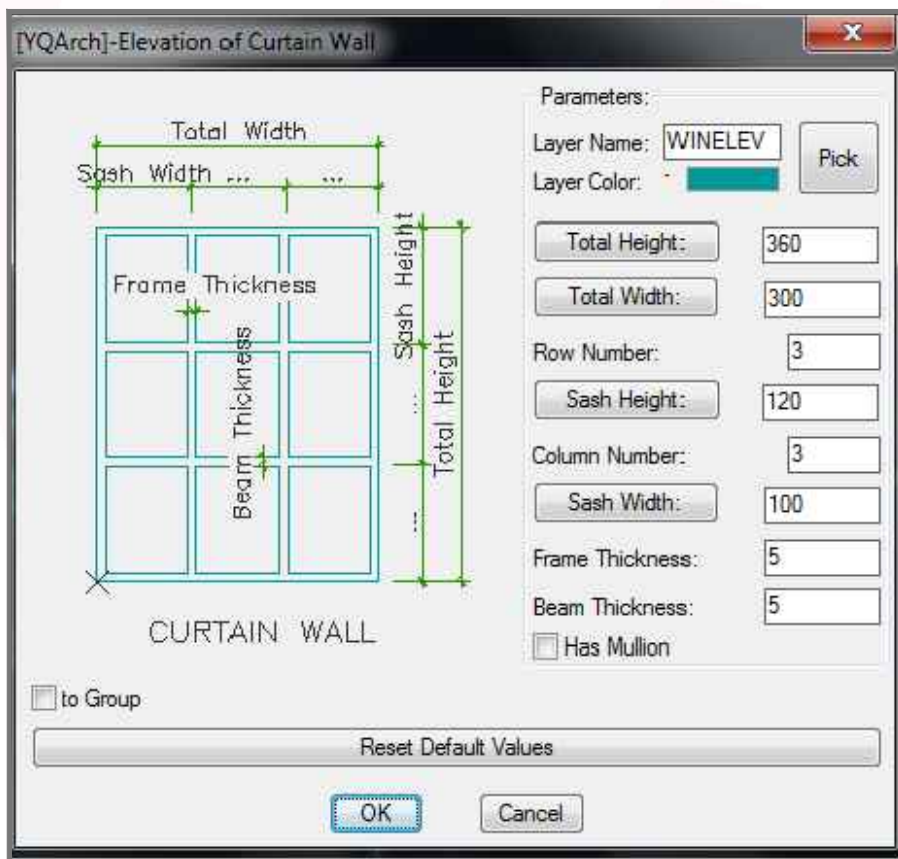 [YQArch]-Elevation of Curtain Wall
Total Width
Sash Width ... ...
Frame Thickness
Beam Thickness
Sash Height
...
...
Total Height
CURTAIN WALL
Parameters:
Layer Name: WINELEV
Pick
Layer Color:
Total Height: 360
Total Width: 300
Row Number: 3
Sash Height: 120
Column Number: 3
Sash Width: 100
Frame Thickness: 5
Beam Thickness: 5
Has Mullion
to Group
Reset Default Values
OK Cancel